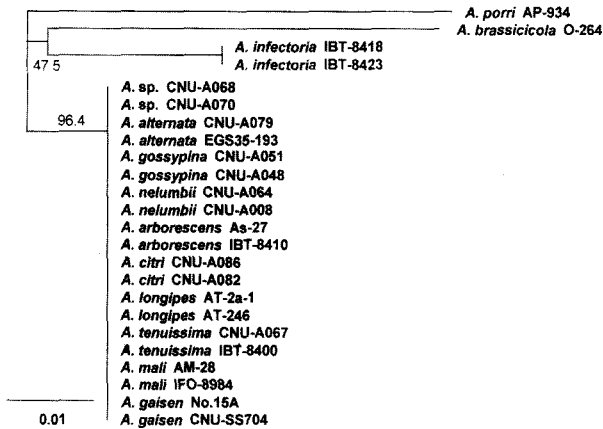 A. porri AP-934
A. brassicicola O-264
A. infectoria IBT-8418
47 5
A. infectoria IBT-8423
A. sp. CNU-A068
A. sp. CNU-A070
96.4
A. alternata CNU-A079
A. alternata EGS35-193
A. gossypina CNU-A051
A. gossypina CNU-A048
A. nelumbii CNU-A064
A. nelumbii CNU-A008
A. arborescens As-27
A. arborescens IBT-8410
A. citri CNU-A086
A. citri CNU-A082
A. longipes AT-2a-1
A. longipes AT-246
A. tenuissima CNU-A067
A. tenuissima IBT-8400
A. mali AM-28
A. mali IFO-8984
A. gaisen No.15A
0.01
A. gaisen CNU-SS704